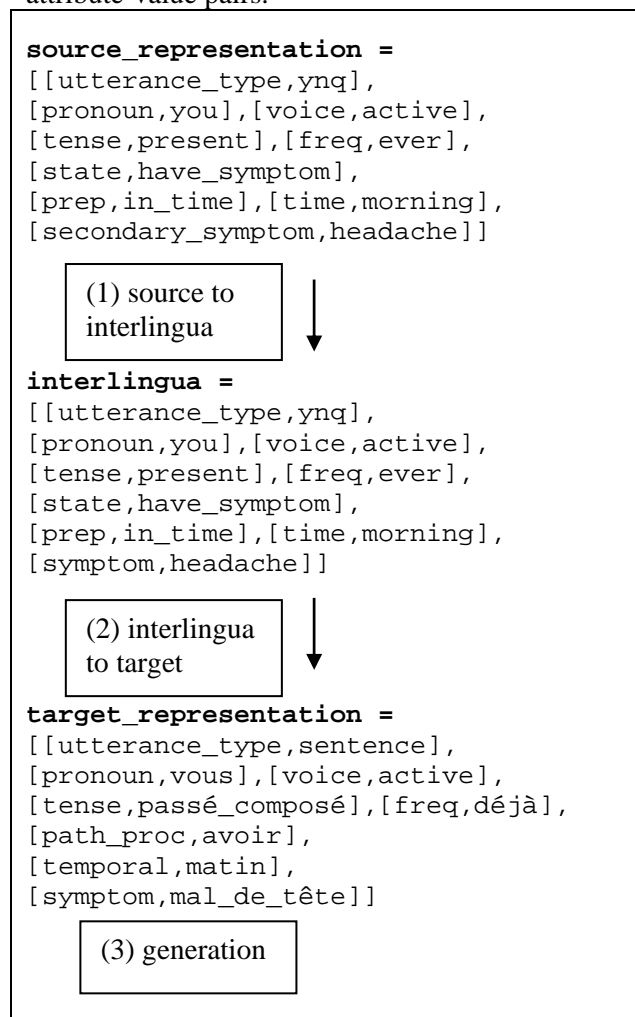 attribute-value pairs.
source_representation =
[[utterance_type,ynq],
[pronoun,you],[voice,active],
[tense,present],[freq,ever],
[state,have_symptom],
[prep,in_time],[time,morning],
[secondary_symptom,headache]]
(1) source to
interlingua
interlingua =
[[utterance_type,ynq],
[pronoun,you],[voice,active],
[tense,present],[freq,ever],
[state,have_symptom],
[prep,in_time],[time,morning],
[symptom,headache]]
(2) interlingua
to target
target_representation =
[[utterance_type,sentence],
[pronoun,vous],[voice,active],
[tense,passé_composé],[freq,déjà],
[path_proc,avoir],
[temporal,matin],
[symptom,mal_de_tête]]
(3) generation